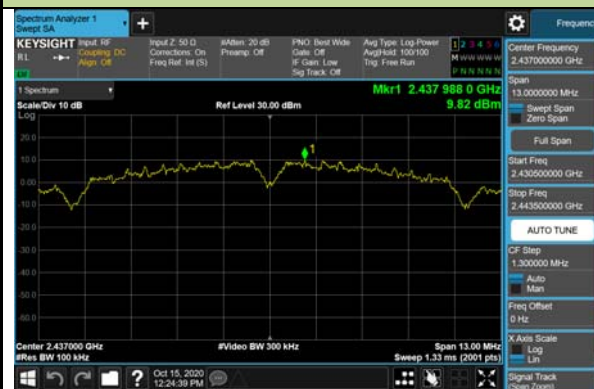 Spectrum Analyzer 1
Swept SA
Frequenc
KEYSIGHT
RL
Input: RF
Coupling: DC
Align: Off
Input Z: 50 Ω
Corrections: On
Freq Ref: Int (S)
#Atten: 20 dB
Preamp: Off
PNO: Best Wide
Gate: Off
IF Gain: Low
Sig Track: Off
Avg Type: Log-Power
Avg|Hold: 100/100
Trig: Free Run
1 2 3 4 5 6
M W W W W W
P N N N N N
1 Spectrum
Scale/Div 10 dB
Log
Ref Level 30.00 dBm
Mkr1 2.437 988 0 GHz
9.82 dBm
1
20.0
10.0
0.00
-10.0
-20.0
-30.0
-40.0
-50.0
-60.0
Center 2.437000 GHz
#Res BW 100 kHz
#Video BW 300 kHz
Span 13.00 MHz
Sweep 1.33 ms (2001 pts)
Center Frequency
2.437000000 GHz
Span
13.0000000 MHz
Swept Span
Zero Span
Full Span
Start Freq
2.430500000 GHz
Stop Freq
2.443500000 GHz
AUTO TUNE
CF Step
1.300000 MHz
Auto
Man
Freq Offset
0 Hz
X Axis Scale
Log
Lin
Signal Track
(Span Zoom)
?
Oct 15, 2020
12:24:39 PM